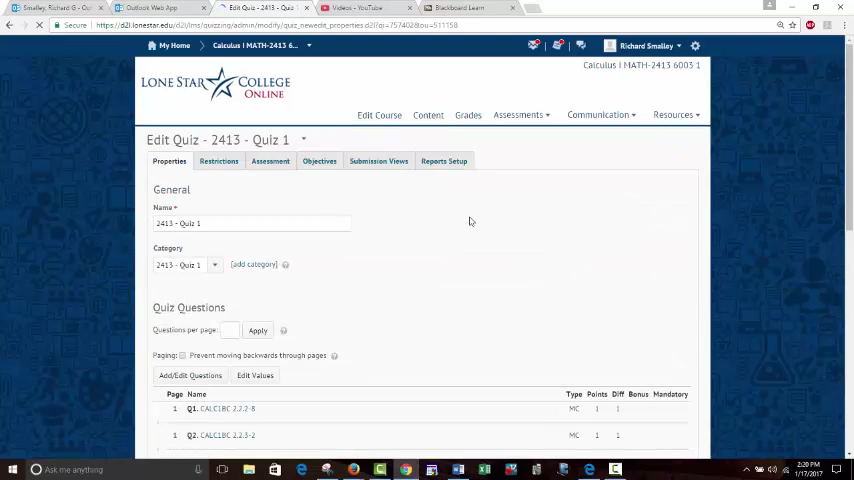 Smalley, Richard G - Ou
Outlook Web App
Edit Quiz - 2413 - Quiz 1
Videos - YouTube
Blackboard Learn
Secure
https://d2l.lonestar.edu/d2l/lms/quizzing/admin/modify/quiz_newedit_properties.d2l?qi=757402&ou=511158
My Home
Calculus I MATH-2413 6...
Richard Smalley
LONE STAR COLLEGE
ONLINE
Calculus I MATH-2413 6003 1
Edit Course Content Grades Assessments Communication Resources
Edit Quiz - 2413 - Quiz 1
Properties Restrictions Assessment Objectives Submission Views Reports Setup
General
Name *
2413 - Quiz 1
Category
2413 - Quiz 1 [add category]
Quiz Questions
Questions per page: Apply
Paging: Prevent moving backwards through pages
Add/Edit Questions Edit Values
Page Name Type Points Diff Bonus Mandatory
1 Q1. CALC1BC 2.2.2-8 MC 1 1
1 Q2. CALC1BC 2.2.3-2 MC 1 1
Ask me anything
2:20 PM
1/17/2017